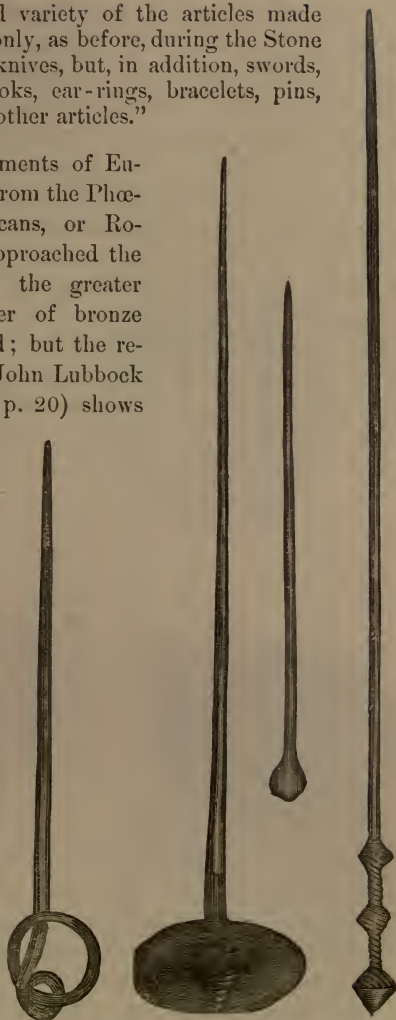 d variety of the articles made
only, as before, during the Stone
knives, but, in addition, swords,
oks, ear-rings, bracelets, pins,
other articles.”
ments of Eu-
from the Phœ-
cans, or Ro-
pproached the
the greater
er of bronze
d; but the re-
John Lubbock
p. 20) shows